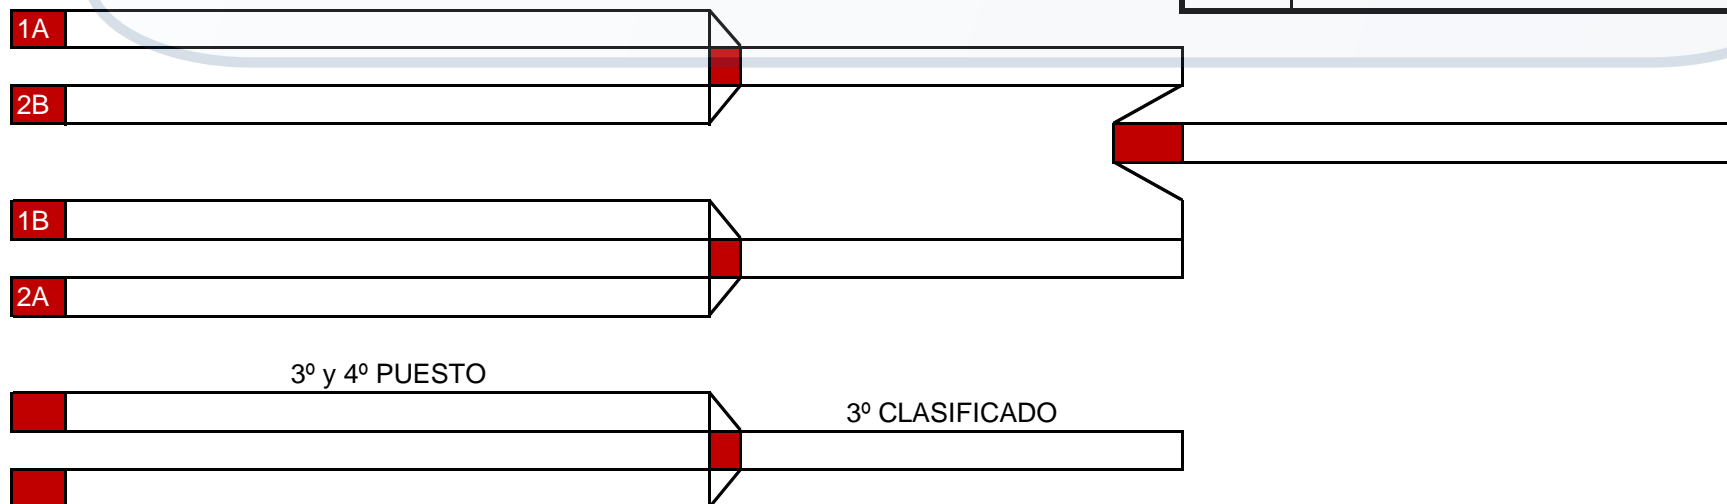 1A
2B
1B
2A
3º y 4º PUESTO
3º CLASIFICADO